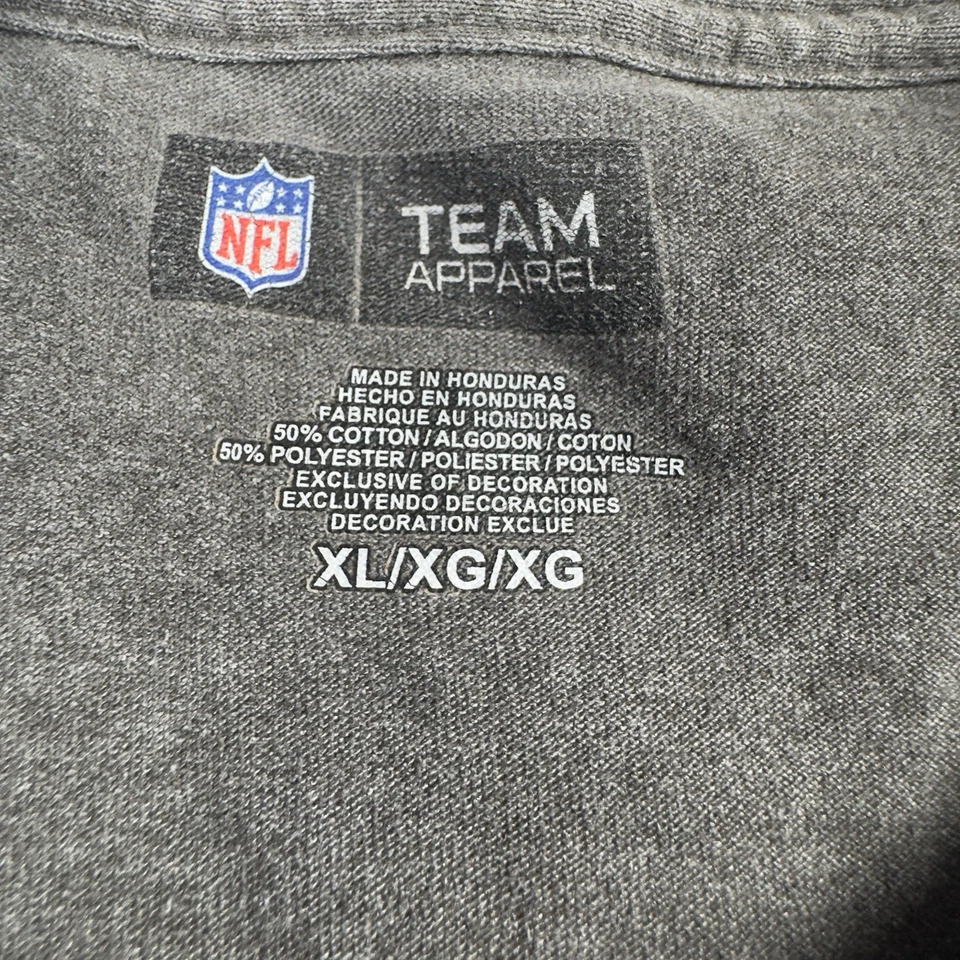 NFL
TEAM
APPAREL
MADE IN HONDURAS
HECHO EN HONDURAS
FABRIQUE AU HONDURAS
50% COTTON / ALGODON / COTON
50% POLYESTER / POLIESTER / POLYESTER
EXCLUSIVE OF DECORATION
EXCLUYENDO DECORACIONES
DECORATION EXCLUE
XL/XG/XG